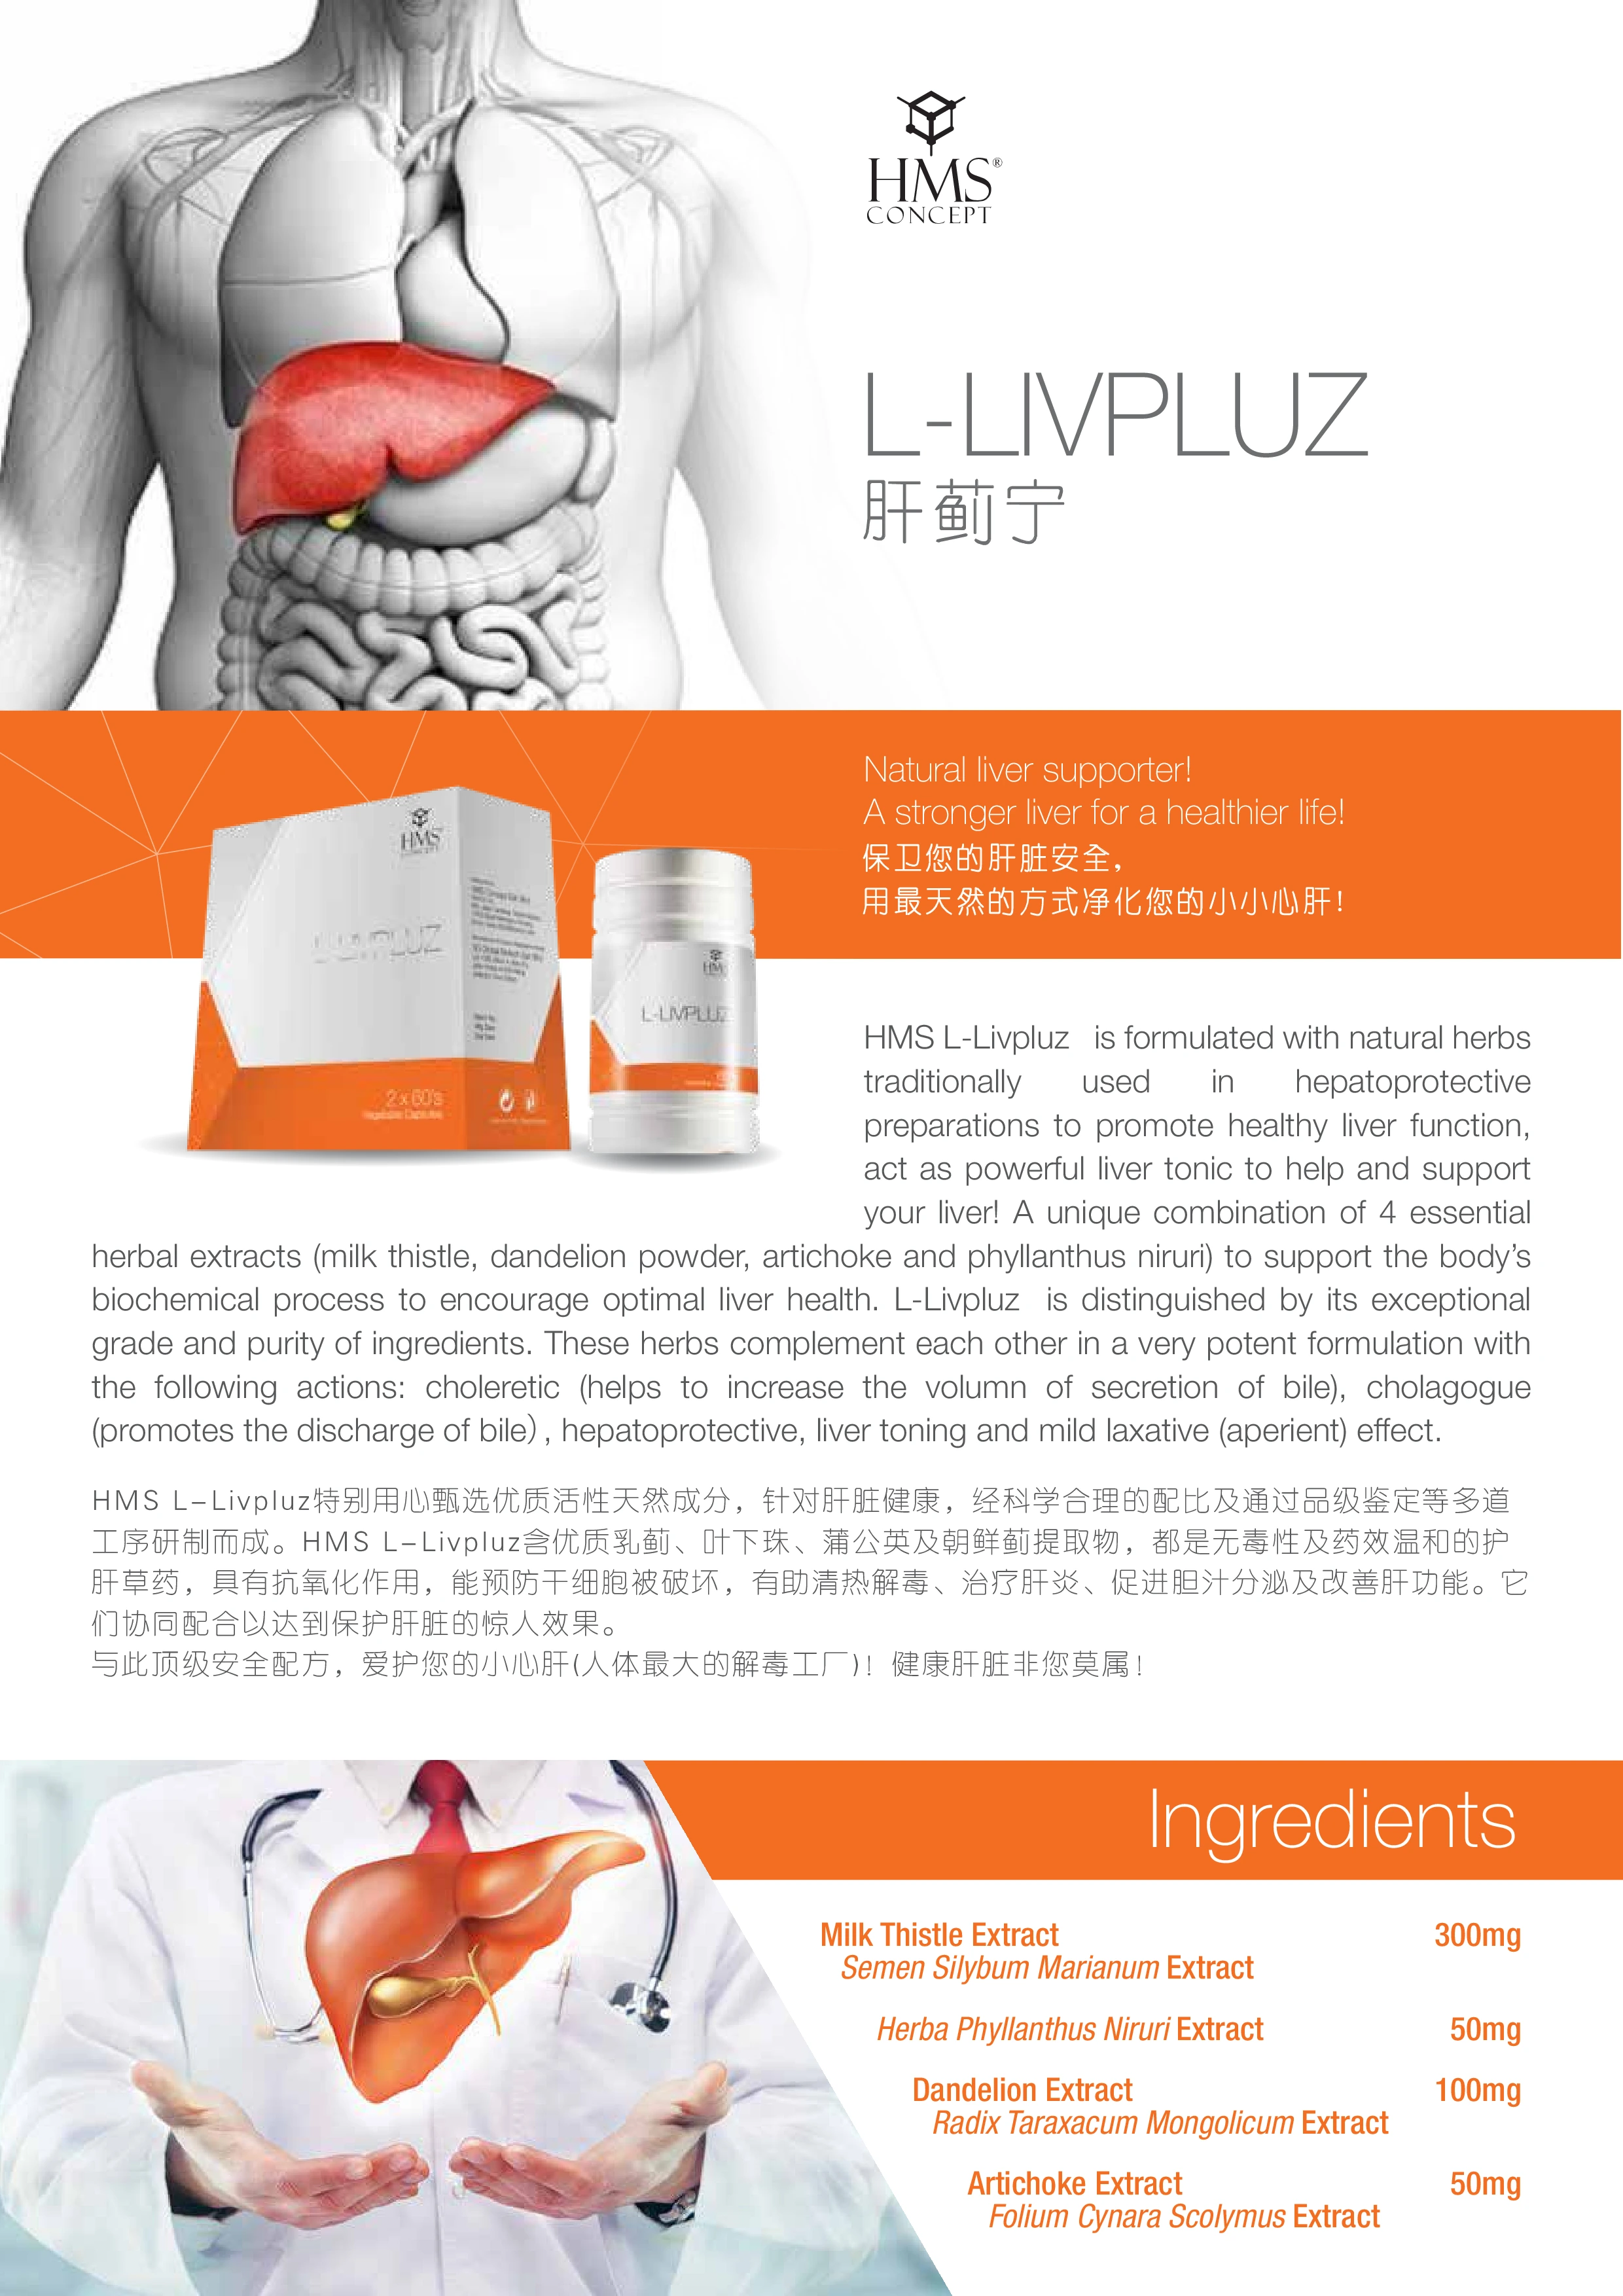 HMS®
CONCEPT
L-LIVPLUZ
肝蓟宁
Natural liver supporter!
A stronger liver for a healthier life!
保卫您的肝脏安全，
用最天然的方式净化您的小小心肝！
HMS
CONCEPT
L-LIVPLUZ
2 x 60's
Vegetable Capsules
HMS
L-LIVPLUZ
HMS L-Livpluz is formulated with natural herbs
traditionally used in hepatoprotective
preparations to promote healthy liver function,
act as powerful liver tonic to help and support
your liver! A unique combination of 4 essential
herbal extracts (milk thistle, dandelion powder, artichoke and phyllanthus niruri) to support the body's
biochemical process to encourage optimal liver health. L-Livpluz is distinguished by its exceptional
grade and purity of ingredients. These herbs complement each other in a very potent formulation with
the following actions: choleretic (helps to increase the volumn of secretion of bile), cholagogue
(promotes the discharge of bile）, hepatoprotective, liver toning and mild laxative (aperient) effect.
HMS L–Livpluz特别用心甄选优质活性天然成分，针对肝脏健康，经科学合理的配比及通过品级鉴定等多道
工序研制而成。HMS L–Livpluz含优质乳蓟、叶下珠、蒲公英及朝鲜蓟提取物，都是无毒性及药效温和的护
肝草药，具有抗氧化作用，能预防干细胞被破坏，有助清热解毒、治疗肝炎、促进胆汁分泌及改善肝功能。它
们协同配合以达到保护肝脏的惊人效果。
与此顶级安全配方，爱护您的小心肝(人体最大的解毒工厂)！健康肝脏非您莫属！
Ingredients
Milk Thistle Extract 300mg
Semen Silybum Marianum Extract
Herba Phyllanthus Niruri Extract 50mg
Dandelion Extract 100mg
Radix Taraxacum Mongolicum Extract
Artichoke Extract 50mg
Folium Cynara Scolymus Extract